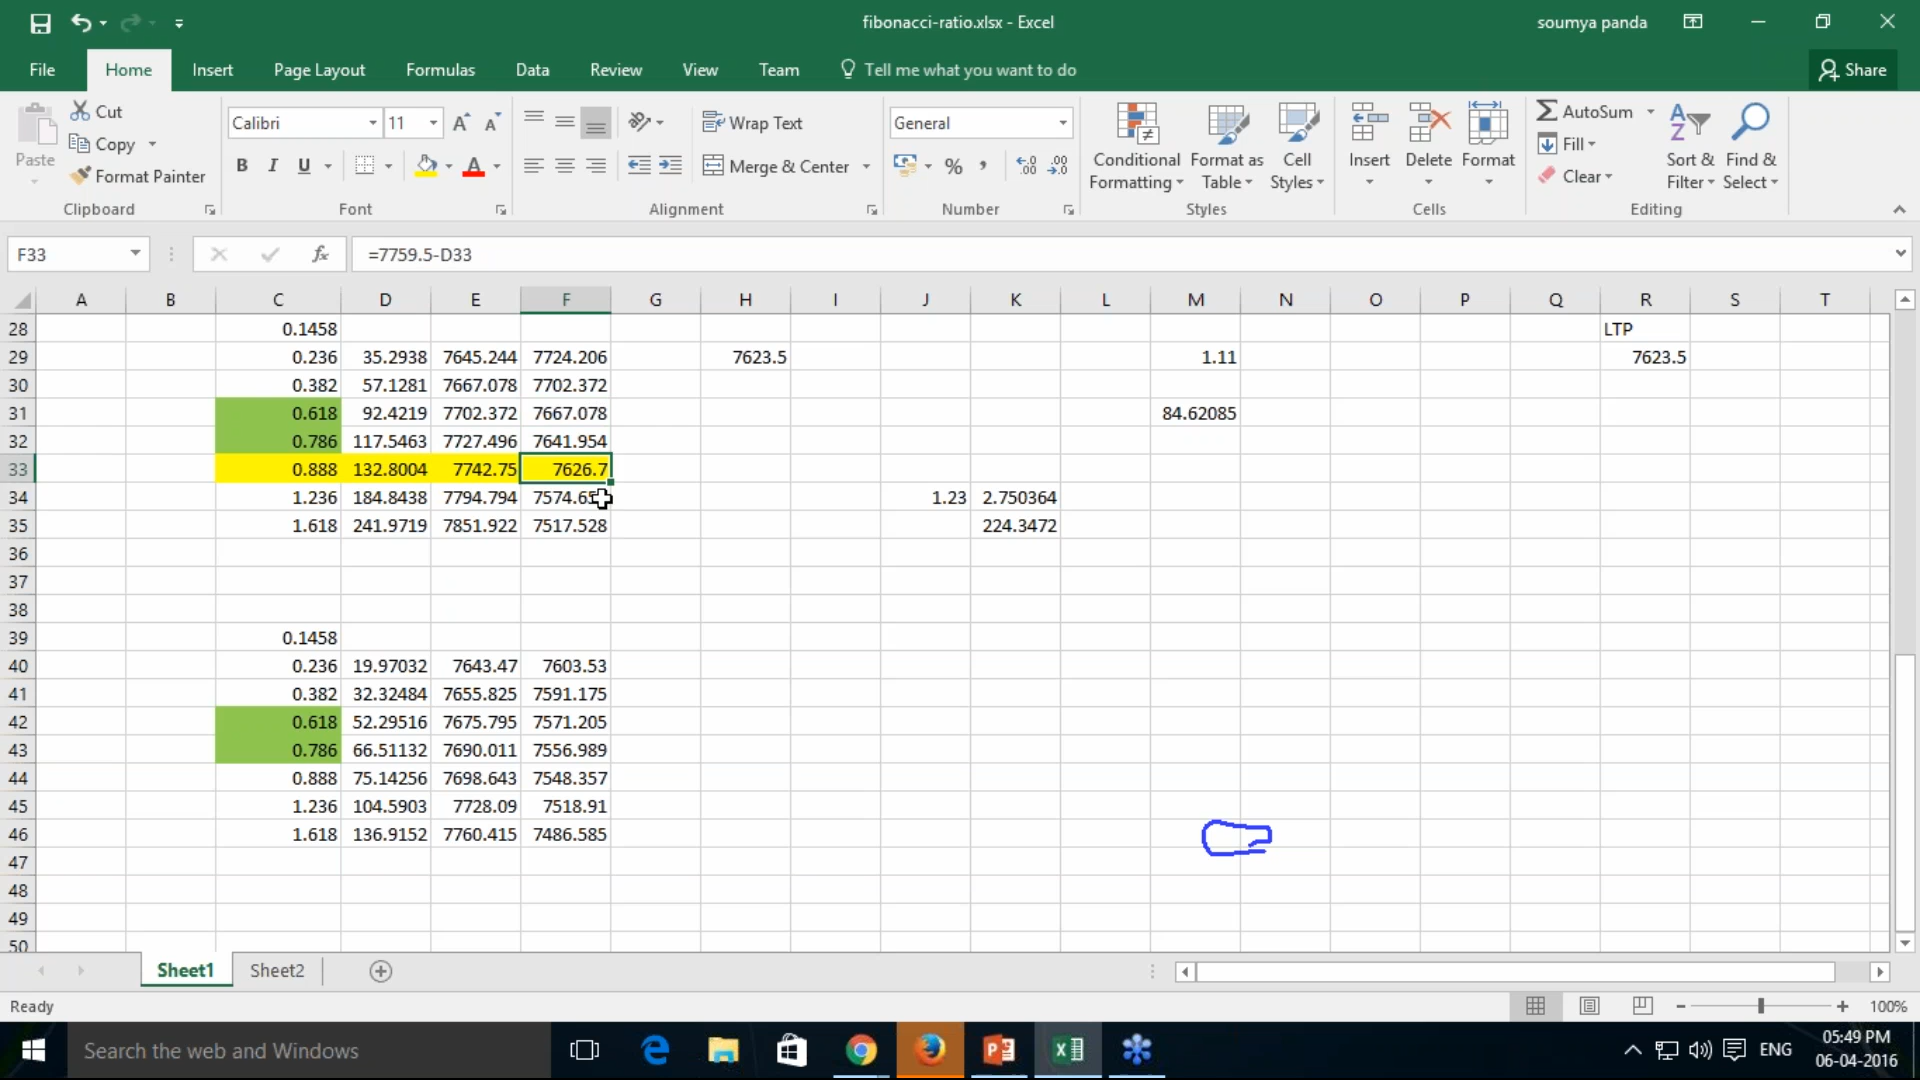 fibonacci-ratio.xlsx - Excel
soumya panda
File Home Insert Page Layout Formulas Data Review View Team Tell me what you want to do Share
Paste Cut Copy Format Painter Clipboard
Calibri 11 B I U A Font
Wrap Text Merge & Center Alignment
General % , Number
Conditional Formatting Format as Table Cell Styles Styles
Insert Delete Format Cells
AutoSum Fill Clear Sort & Filter Find & Select Editing
F33 fx =7759.5-D33
A B C D E F G H I J K L M N O P Q R S T
28 0.1458 LTP
29 0.236 35.2938 7645.244 7724.206 7623.5 1.11 7623.5
30 0.382 57.1281 7667.078 7702.372
31 0.618 92.4219 7702.372 7667.078 84.62085
32 0.786 117.5463 7727.496 7641.954
33 0.888 132.8004 7742.75 7626.7
34 1.236 184.8438 7794.794 1.23 2.750364
35 1.618 241.9719 7851.922 7517.528 224.3472
36
37
38
39 0.1458
40 0.236 19.97032 7643.47 7603.53
41 0.382 32.32484 7655.825 7591.175
42 0.618 52.29516 7675.795 7571.205
43 0.786 66.51132 7690.011 7556.989
44 0.888 75.14256 7698.643 7548.357
45 1.236 104.5903 7728.09 7518.91
46 1.618 136.9152 7760.415 7486.585
47
48
49
50
Sheet1 Sheet2
Ready 100%
Search the web and Windows ENG 05:49 PM
06-04-2016